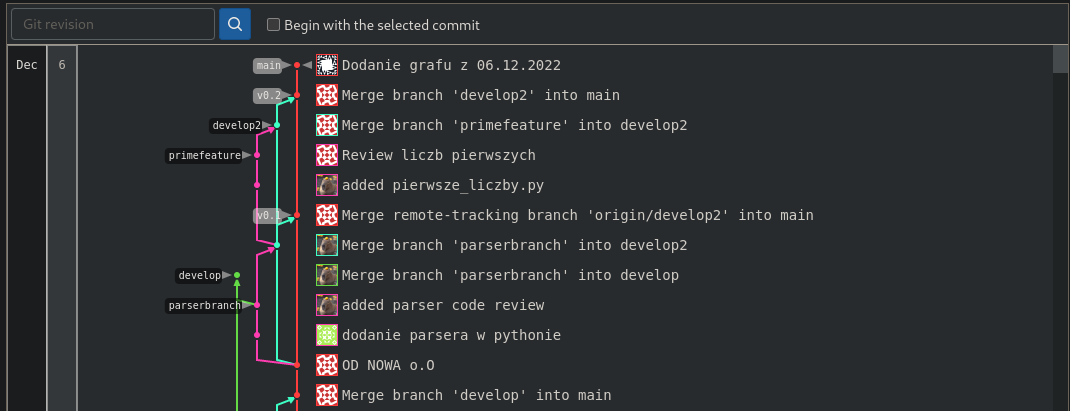 Git revision
Begin with the selected commit
Dec 6 main Dodanie grafu z 06.12.2022
v0.2 Merge branch 'develop2' into main
develop2 Merge branch 'primefeature' into develop2
primefeature Review liczb pierwszych
added pierwsze_liczby.py
v0.1 Merge remote-tracking branch 'origin/develop2' into main
Merge branch 'parserbranch' into develop2
develop Merge branch 'parserbranch' into develop
parserbranch added parser code review
dodanie parsera w pythonie
OD NOWA o.O
Merge branch 'develop' into main